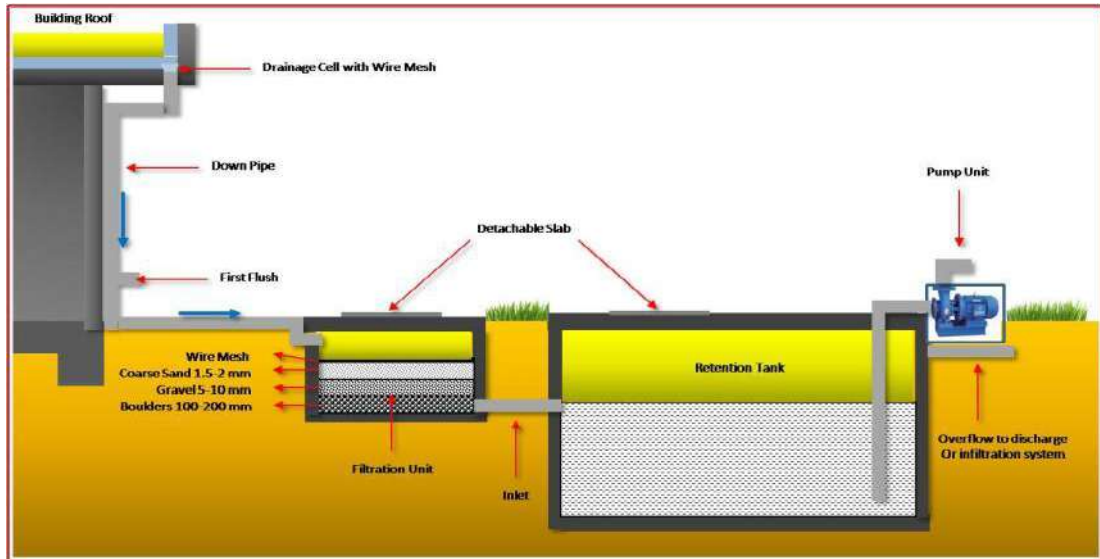 Building Roof
Drainage Cell with Wire Mesh
Down Pipe
Pump Unit
Detachable Slab
First Flush
Wire Mesh
Coarse Sand 1.5-2 mm
Gravel 5-10 mm
Boulders 100-200 mm
Retention Tank
Filtration Unit
Inlet
Overflow to discharge
Or infiltration system